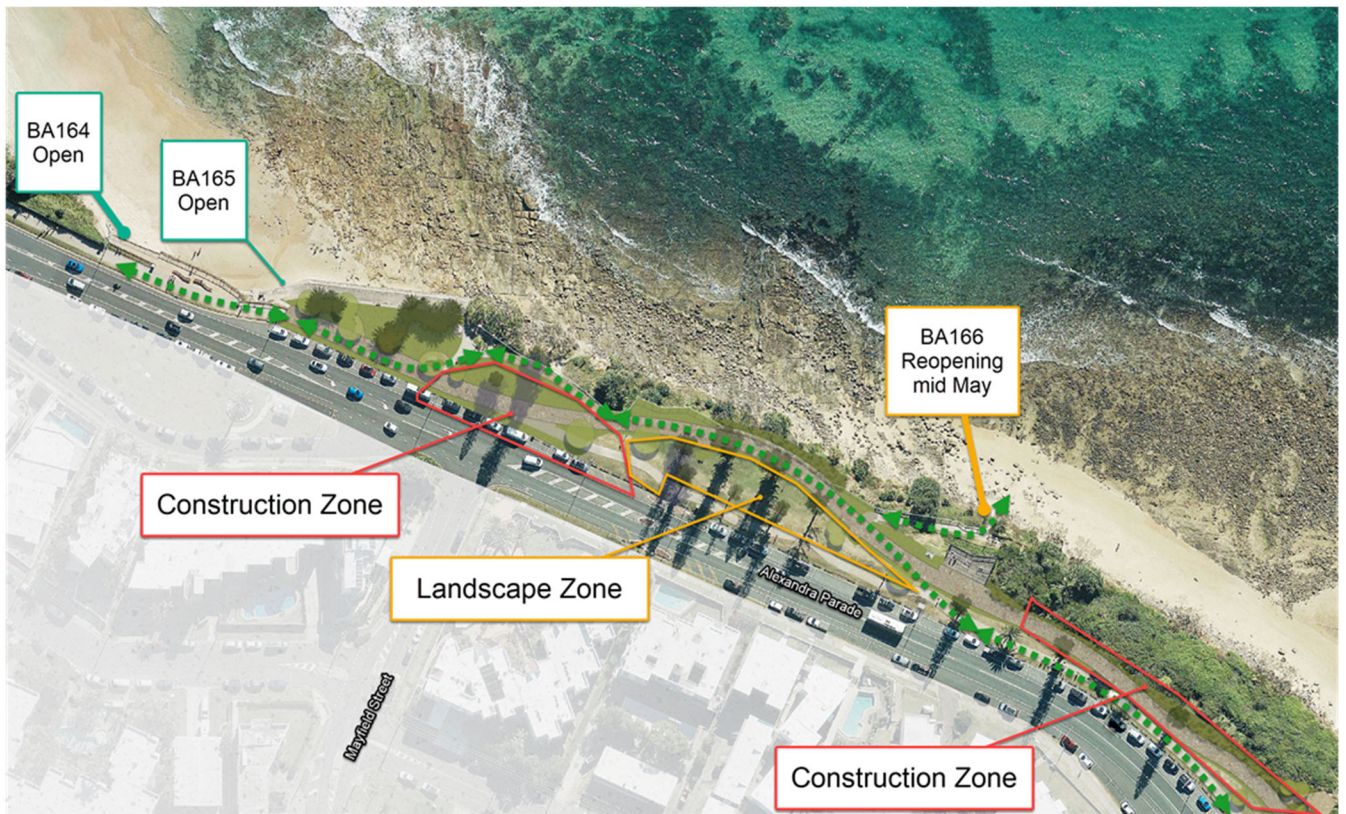 BA164
Open
BA165
Open
BA166
Reopening
mid May
Construction Zone
Landscape Zone
Alexandra Parade
Mayfield Street
Construction Zone